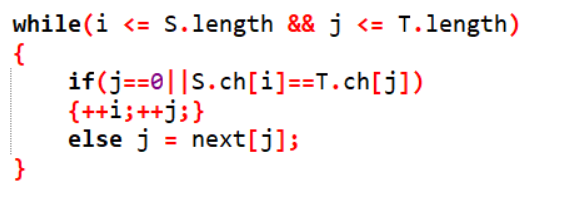 while(i <= S.length && j <= T.length)
{
    if(j==0||S.ch[i]==T.ch[j])
    {++i;++j;}
    else j = next[j];
}